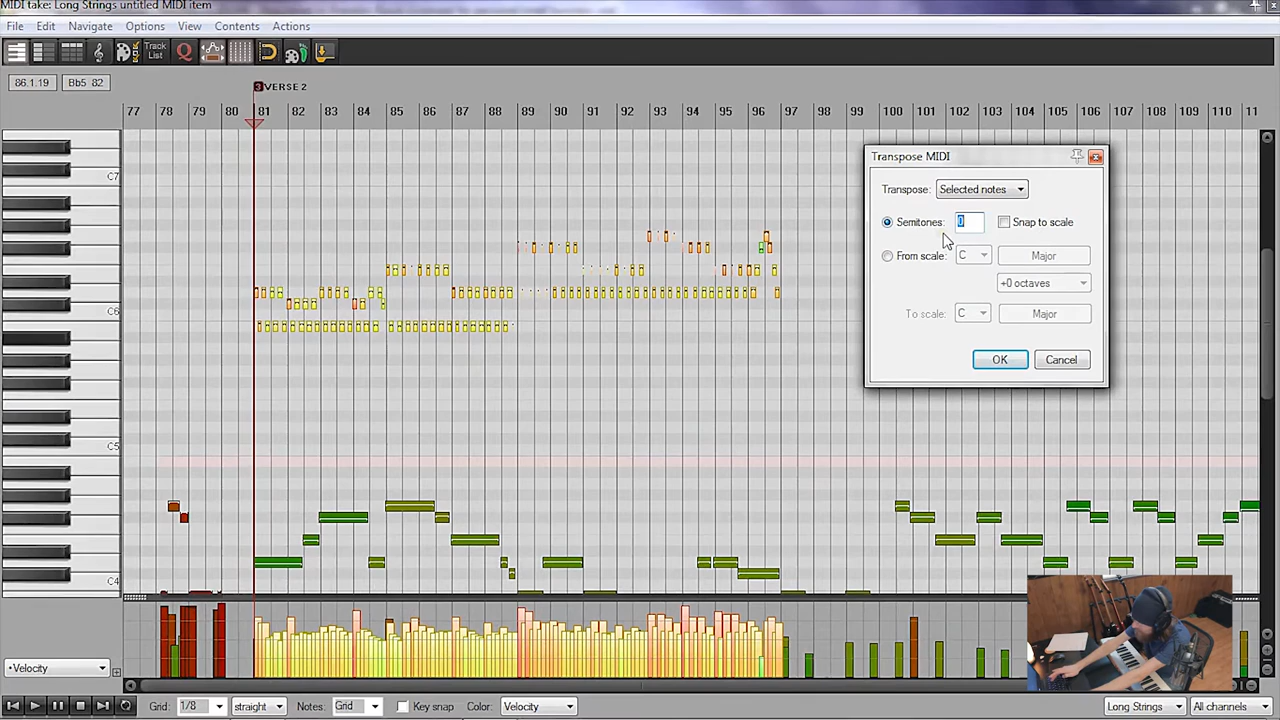 MIDI take: Long Strings untitled MIDI item
File Edit Navigate Options View Contents Actions
Track List Q
86.1.19 Bb5 82
3 VERSE 2
77 78 79 80 81 82 83 84 85 86 87 88 89 90 91 92 93 94 95 96 97 98 99 100 101 102 103 104 105 106 107 108 109 110 11
C7
C6
C5
C4
Transpose MIDI
Transpose: Selected notes
Semitones: 0 Snap to scale
From scale: C Major
+0 octaves
To scale: C Major
OK Cancel
•Velocity
Grid: 1/8 straight Notes: Grid Key snap Color: Velocity Long Strings All channels